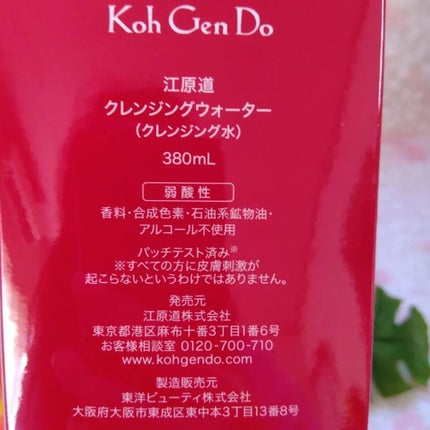 Koh Gen Do
江原道
クレンジングウォーター
（クレンジング水）
380mL
弱酸性
香料・合成色素・石油系鉱物油・
アルコール不使用
パッチテスト済み※
※すべての方に皮膚刺激が
起こらないというわけではありません。
発売元
江原道株式会社
東京都港区麻布十番3丁目1番6号
お客様相談室 0120-700-710
www.kohgendo.com
製造販売元
東洋ビューティ株式会社
大阪府大阪市東成区東中本3丁目13番8号